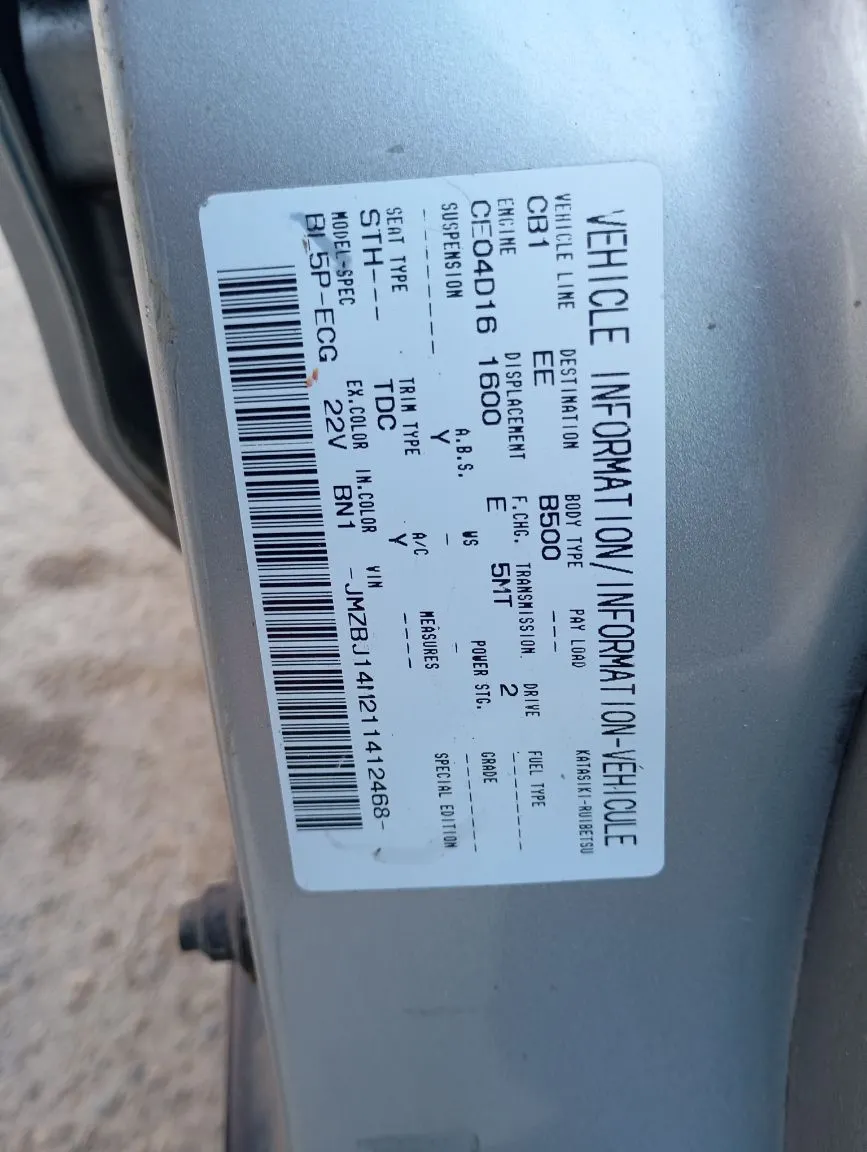 VEHICLE INFORMATION/INFORMATION-VÉHICULE
VEHICLE LINE DESTINATION BODY TYPE PAY LOAD KATASIKI-RUIBETSU
CB1 EE B500 ---
ENGINE DISPLACEMENT F.CHG. TRANSMISSION. DRIVE FUEL TYPE
CE04D16 1600 E 5MT 2 -------
SUSPENSION A.B.S. WS POWER STG. GRADE
------- Y - - -------
SEAT TYPE TRIM TYPE A/C MEASURES SPECIAL EDITION
STH--- TDC Y ----
MODEL-SPEC EX.COLOR IN.COLOR VIN
BL5P-ECG 22V BN1 -JMZBJ14M211412468-